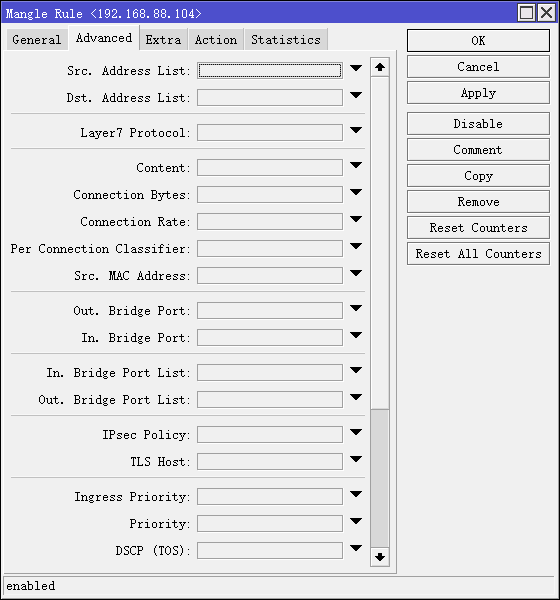 Mangle Rule <192.168.88.104>
General Advanced Extra Action Statistics
Src. Address List:
Dst. Address List:
Layer7 Protocol:
Content:
Connection Bytes:
Connection Rate:
Per Connection Classifier:
Src. MAC Address:
Out. Bridge Port:
In. Bridge Port:
In. Bridge Port List:
Out. Bridge Port List:
IPsec Policy:
TLS Host:
Ingress Priority:
Priority:
DSCP (TOS):
OK
Cancel
Apply
Disable
Comment
Copy
Remove
Reset Counters
Reset All Counters
enabled